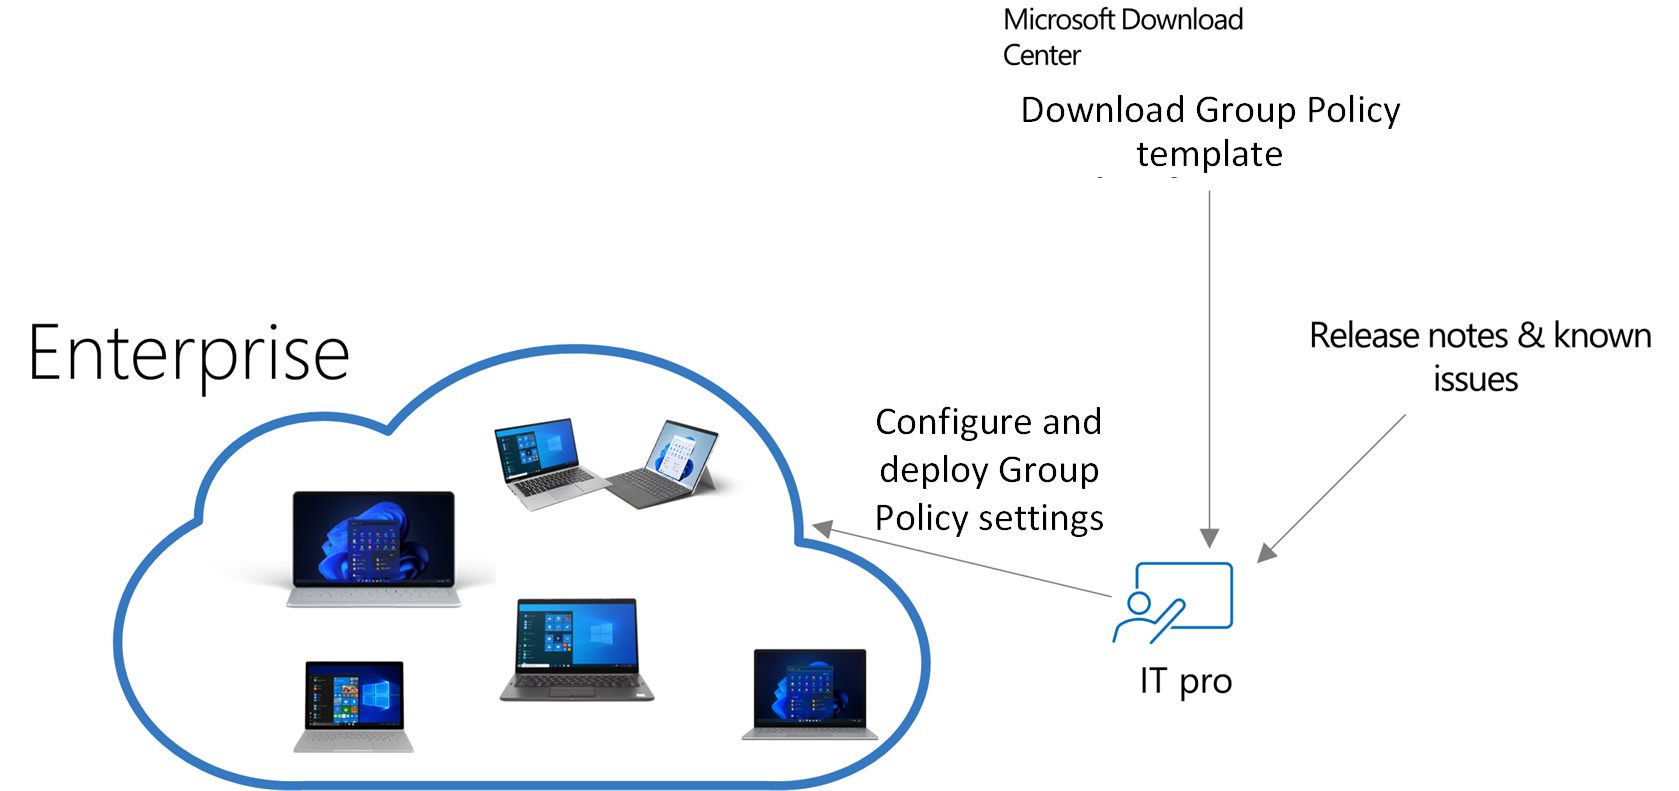 Microsoft Download
Center
Download Group Policy
template
Enterprise
Release notes & known
issues
Configure and
deploy Group
Policy settings
IT pro